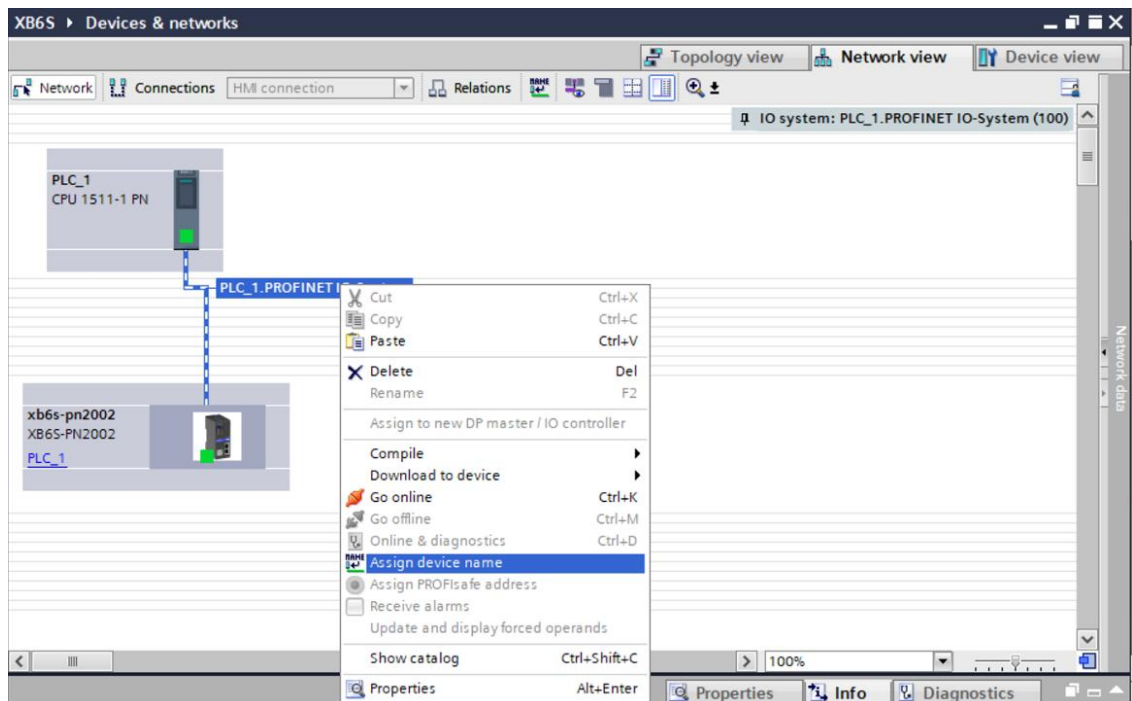 XB6S ▸ Devices & networks
Topology view
Network view
Device view
Network
Connections
HMI connection
Relations
IO system: PLC_1.PROFINET IO-System (100)
PLC_1
CPU 1511-1 PN
PLC_1.PROFINET
xb6s-pn2002
XB6S-PN2002
PLC_1
Cut Ctrl+X
Copy Ctrl+C
Paste Ctrl+V
Delete Del
Rename F2
Assign to new DP master / IO controller
Compile
Download to device
Go online Ctrl+K
Go offline Ctrl+M
Online & diagnostics Ctrl+D
NAME
Assign device name
Assign PROFIsafe address
Receive alarms
Update and display forced operands
Show catalog Ctrl+Shift+C
Properties Alt+Enter
Network data
100%
Properties
Info
Diagnostics